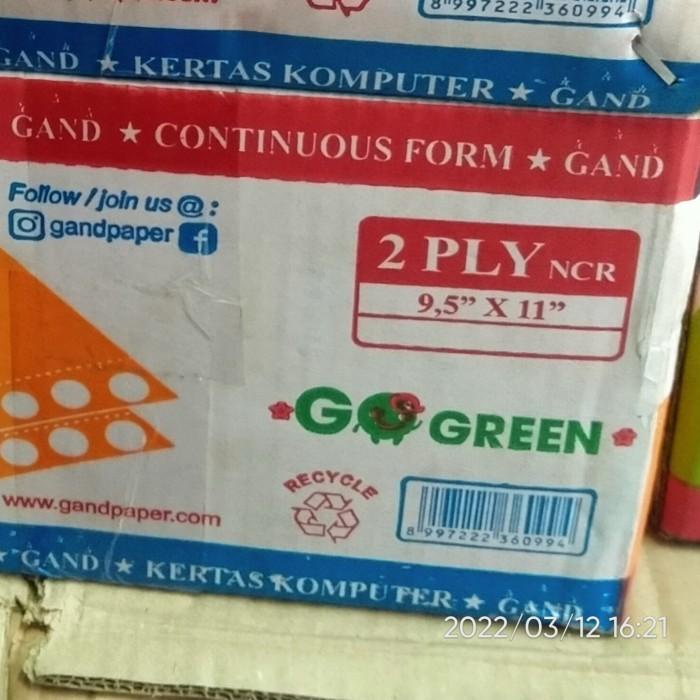 8 997222 360994
GAND ★ KERTAS KOMPUTER ★ GAND
GAND ★ CONTINUOUS FORM ★ GAND
Follow / join us @ :
gandpaper f
2 PLY NCR
9,5” X 11”
GO GREEN
RECYCLE
www.gandpaper.com
8 997222 360994
★ GAND ★ KERTAS KOMPUTER ★ GAND
2022/03/12 16:21